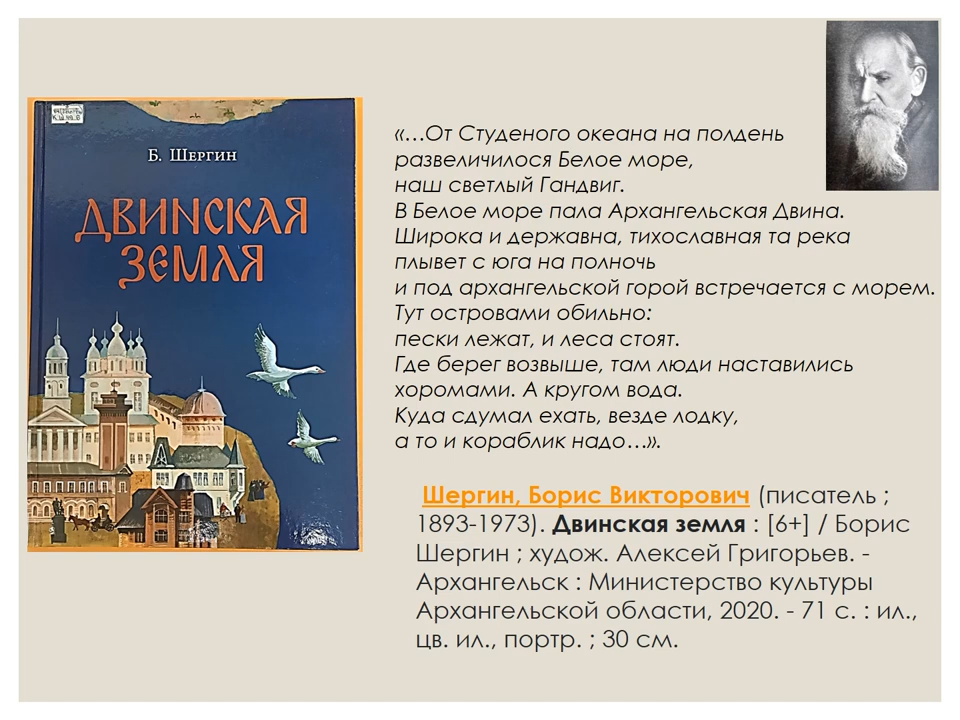 Б. Шергин
ДВИНСКАЯ
ЗЕМЛЯ
«…От Студеного океана на полдень
развеличилося Белое море,
наш светлый Гандвиг.
В Белое море пала Архангельская Двина.
Широка и державна, тихославная та река
плывет с юга на полночь
и под архангельской горой встречается с морем.
Тут островами обильно:
пески лежат, и леса стоят.
Где берег возвыше, там люди наставились
хоромами. А кругом вода.
Куда сдумал ехать, везде лодку,
а то и кораблик надо…».
Шергин, Борис Викторович (писатель ;
1893-1973). Двинская земля : [6+] / Борис
Шергин ; худож. Алексей Григорьев. -
Архангельск : Министерство культуры
Архангельской области, 2020. - 71 с. : ил.,
цв. ил., портр. ; 30 см.